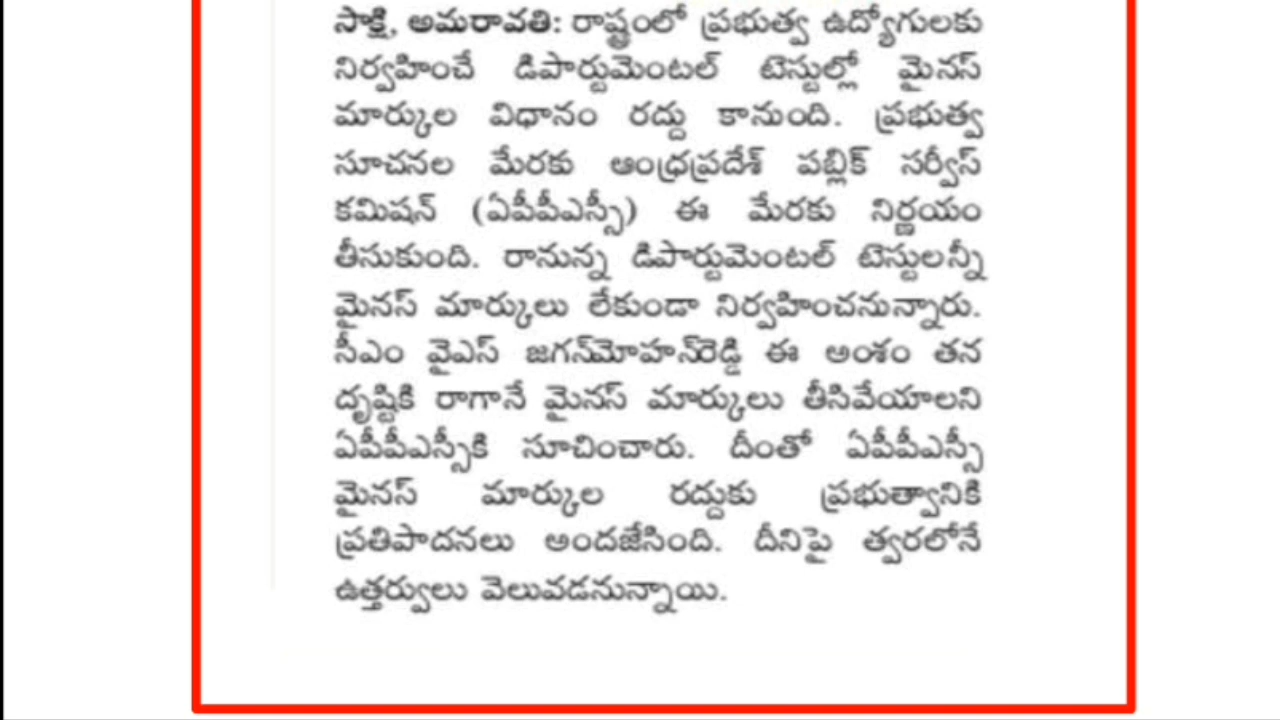 సాక్షి, అమరావతి: రాష్ట్రంలో ప్రభుత్వ ఉద్యోగులకు
నిర్వహించే డిపార్టుమెంటల్ టెస్టుల్లో మైనస్
మార్కుల విధానం రద్దు కానుంది. ప్రభుత్వ
సూచనల మేరకు ఆంధ్రప్రదేశ్ పబ్లిక్ సర్వీస్
కమిషన్ (ఏపీపీఎస్సీ) ఈ మేరకు నిర్ణయం
తీసుకుంది. రానున్న డిపార్టుమెంటల్ టెస్టులన్నీ
మైనస్ మార్కులు లేకుండా నిర్వహించనున్నారు.
సీఎం వైఎస్ జగన్‌మోహన్‌రెడ్డి ఈ అంశం తన
దృష్టికి రాగానే మైనస్ మార్కులు తీసివేయాలని
ఏపీపీఎస్సీకి సూచించారు. దీంతో ఏపీపీఎస్సీ
మైనస్ మార్కుల రద్దుకు ప్రభుత్వానికి
ప్రతిపాదనలు అందజేసింది. దీనిపై త్వరలోనే
ఉత్తర్వులు వెలువడనున్నాయి.